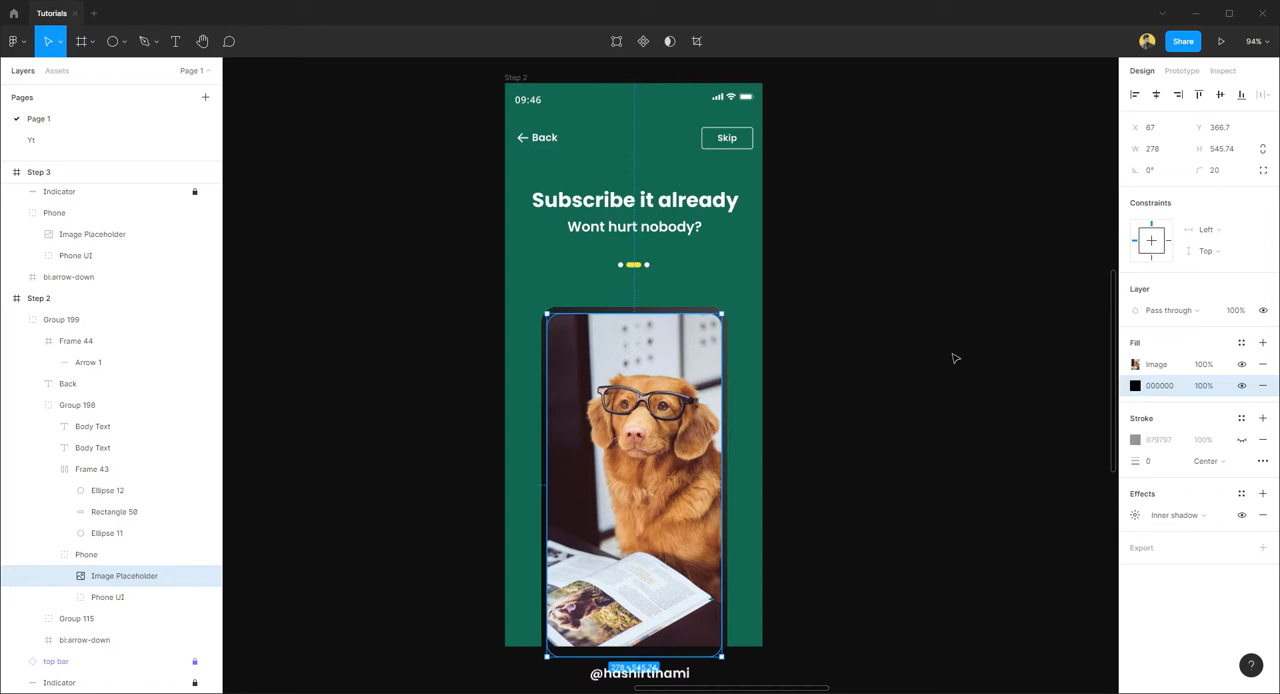 Tutorials
Share
94%
Layers
Assets
Page 1
Pages
Page 1
Yt
Step 3
Indicator
Phone
Image Placeholder
Phone UI
bi:arrow-down
Step 2
Group 199
Frame 44
Arrow 1
Back
Group 198
Body Text
Body Text
Frame 43
Ellipse 12
Rectangle 50
Ellipse 11
Phone
Image Placeholder
Phone UI
Group 115
bi:arrow-down
top bar
Indicator
Step 2
09:46
Back
Skip
Subscribe it already
Wont hurt nobody?
278 × 545.74
@hashirtihami
Design
Prototype
Inspect
X 67
Y 366.7
W 278
H 545.74
0°
20
Constraints
Left
Top
Layer
Pass through
100%
Fill
Image
100%
000000
100%
Stroke
979797
100%
0
Center
Effects
Inner shadow
Export
?